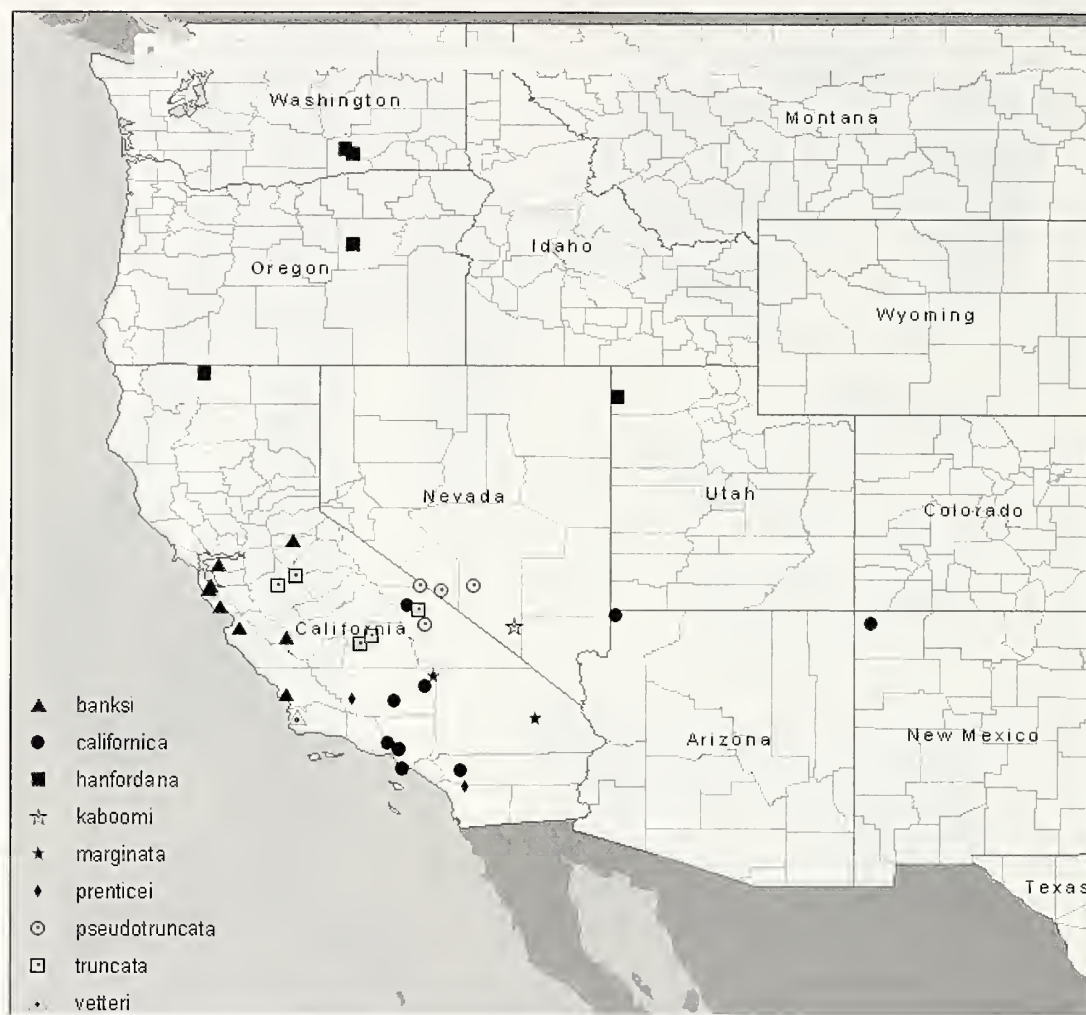 Washington
Montana
Idaho
Oregon
Wyoming
Nevada
Utah
Colorado
California
Arizona
New Mexico
Texas
banksi
californica
hanfordana
kaboomi
marginata
prenticei
pseudotruncata
truncata
vetteri